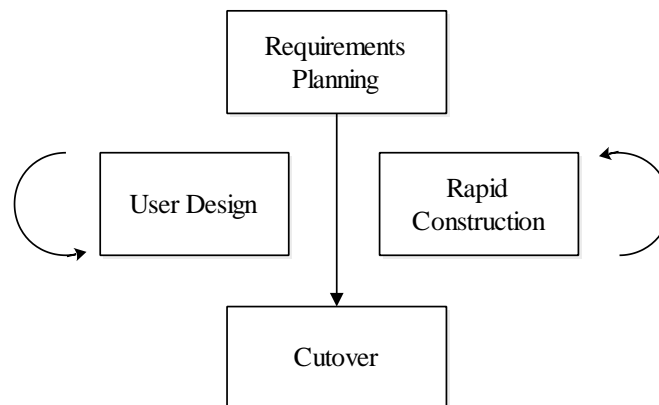 Requirements
Planning
User Design
Rapid
Construction
Cutover